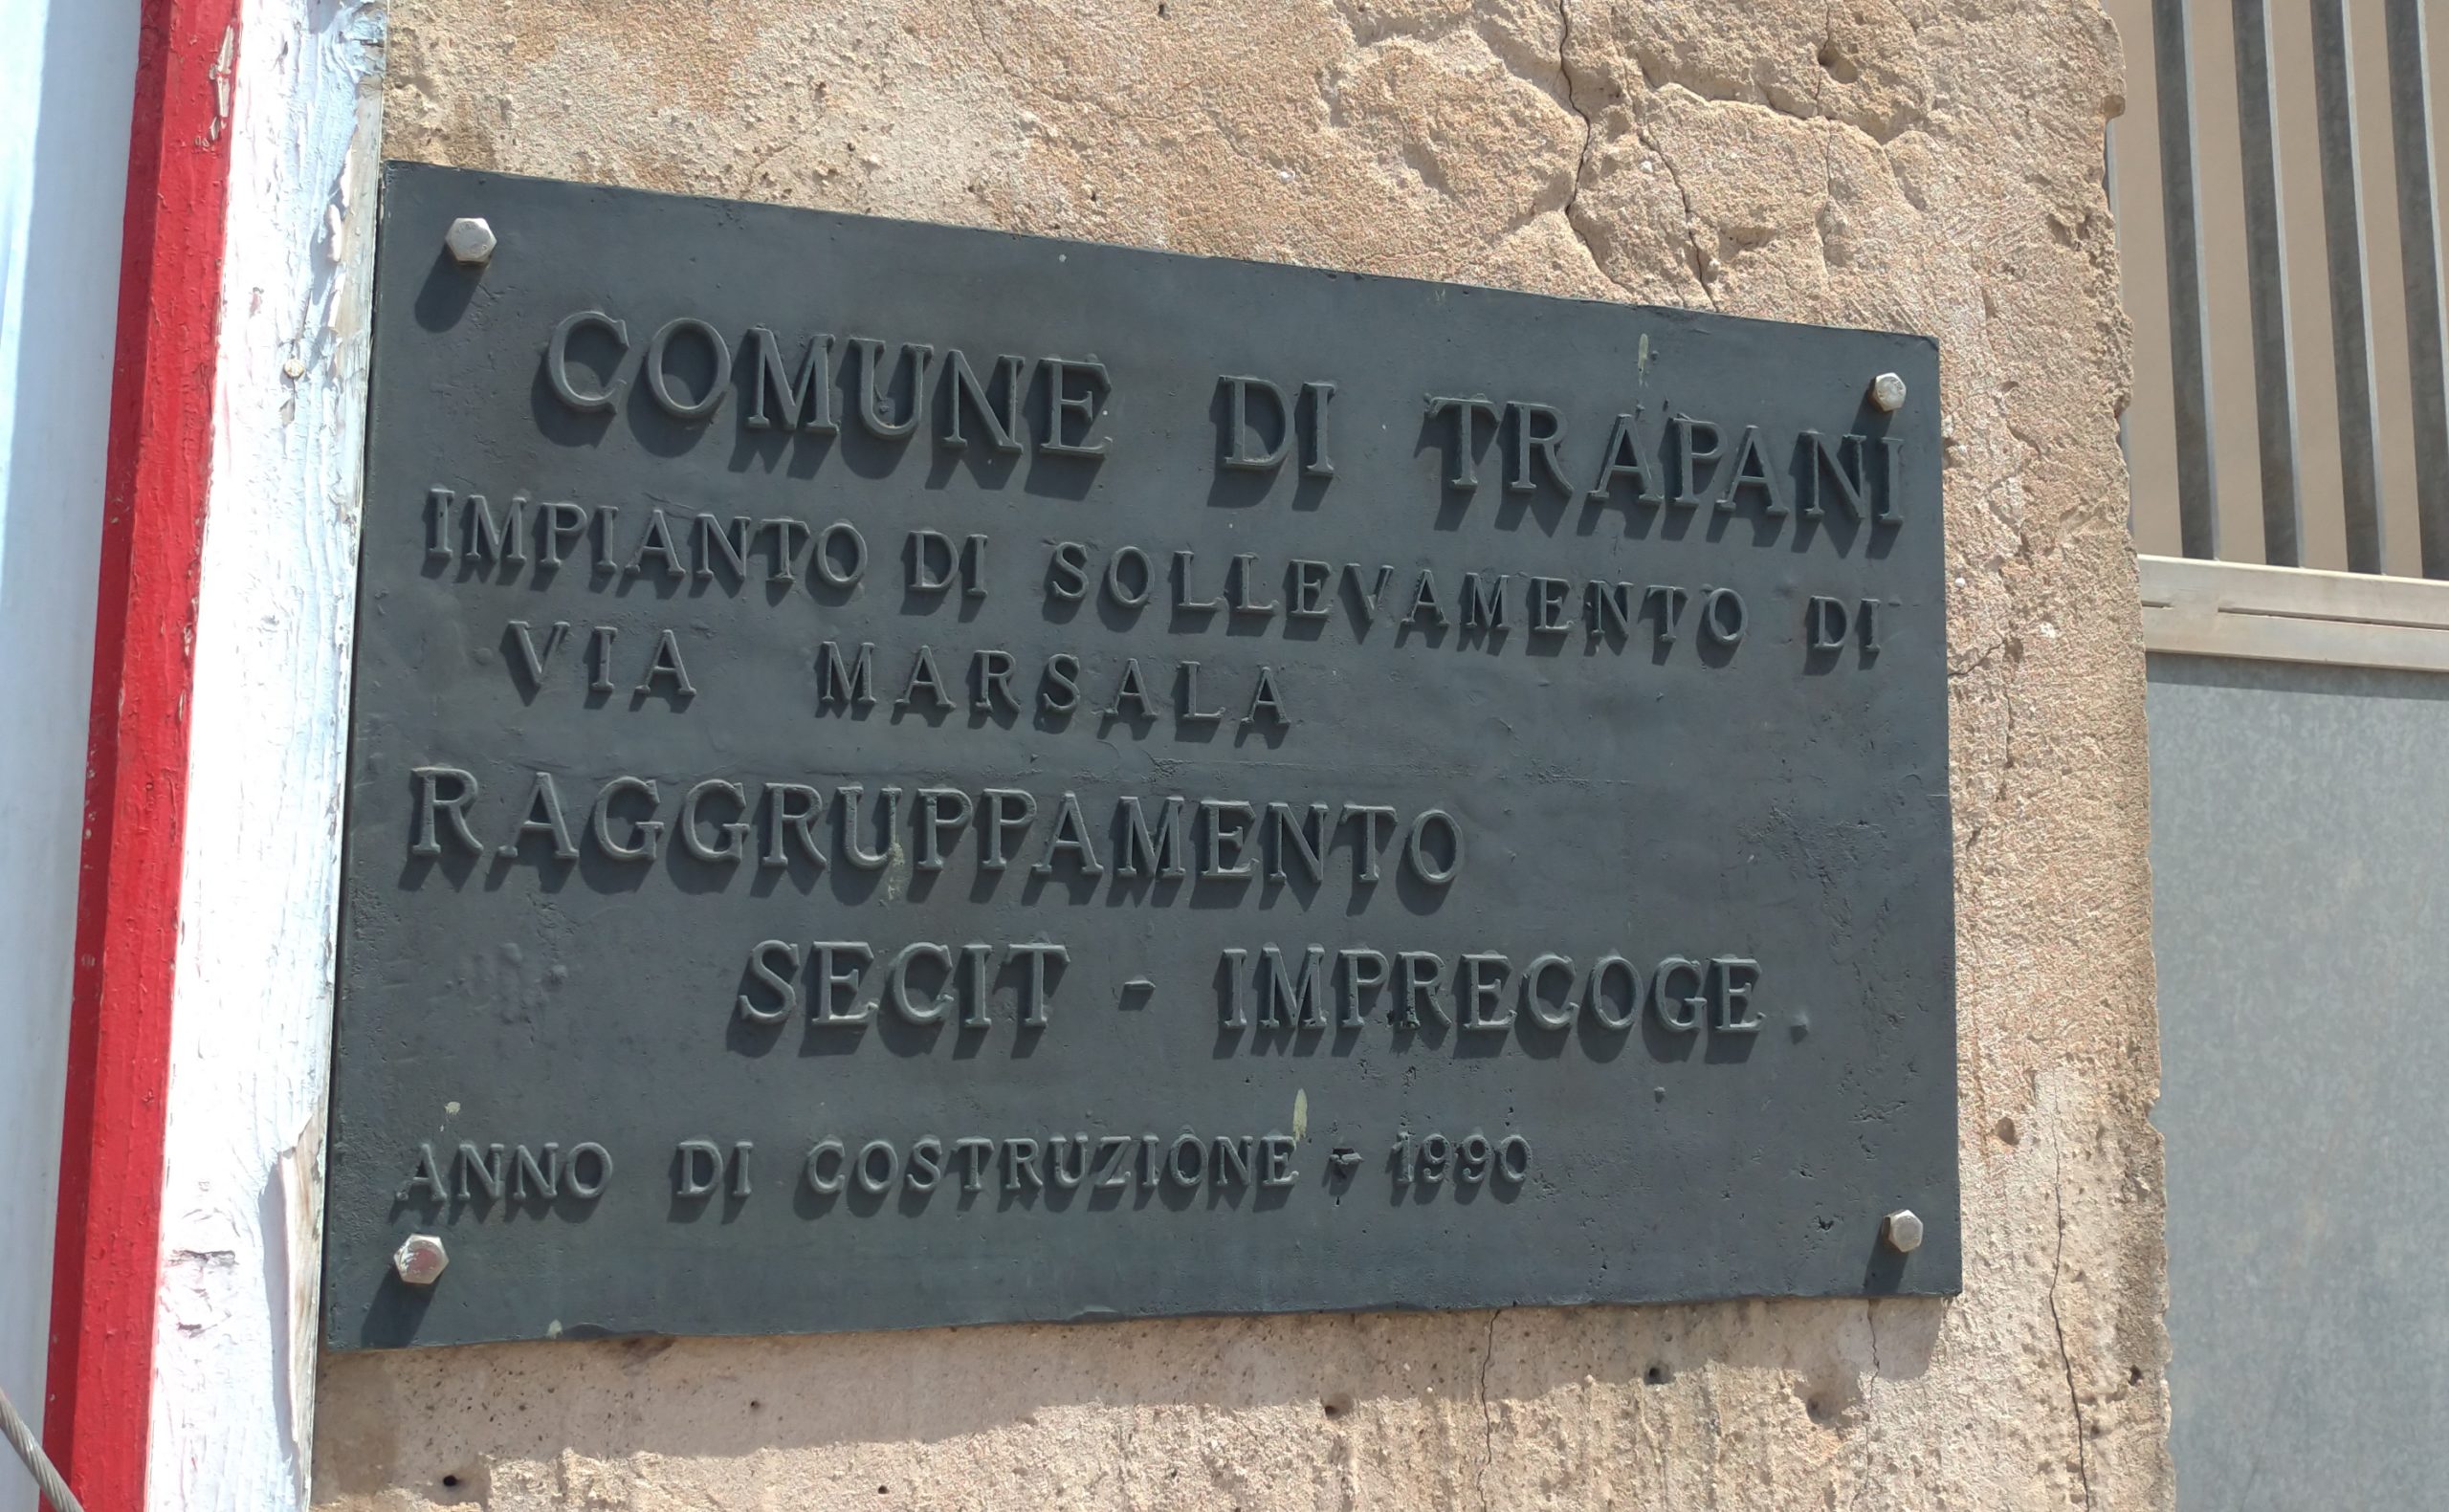 COMUNE DI TRAPANI
IMPIANTO DI SOLLEVAMENTO DI
VIA MARSALA
RAGGRUPPAMENTO
SECIT - IMPRECOGE.
ANNO DI COSTRUZIONE - 1990